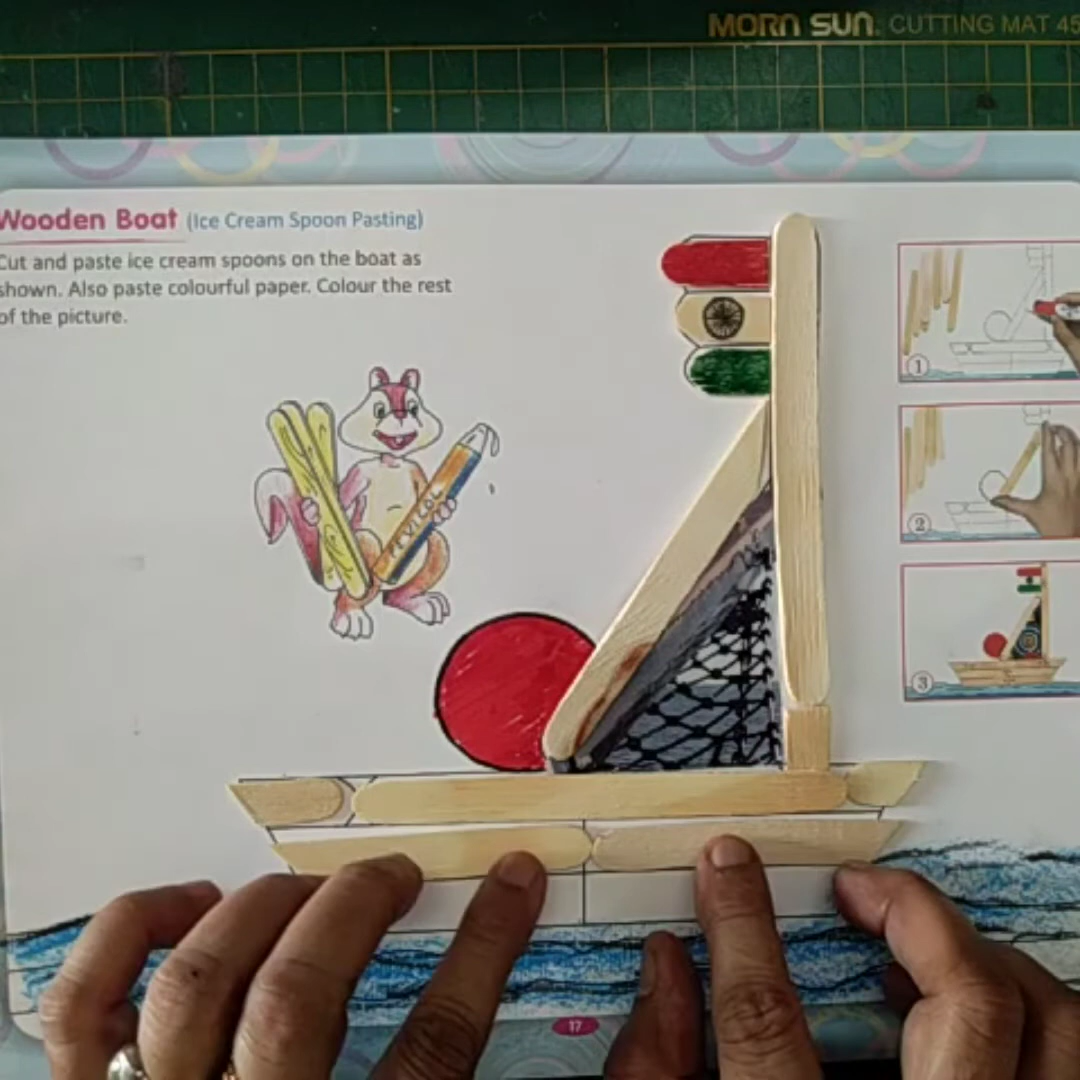 MORN SUN. CUTTING MAT 45
Wooden Boat (Ice Cream Spoon Pasting)
Cut and paste ice cream spoons on the boat as
shown. Also paste colourful paper. Colour the rest
of the picture.
FEVICOL
1
2
3
17